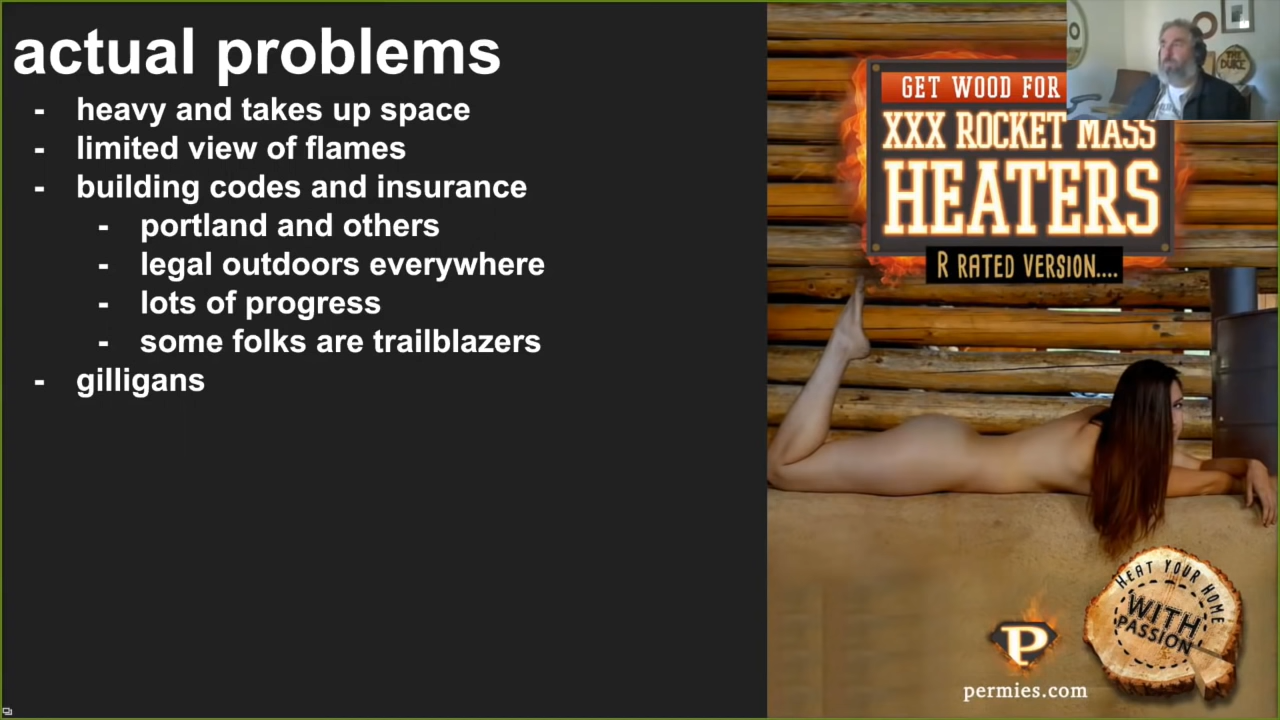 actual problems
- heavy and takes up space
- limited view of flames
- building codes and insurance
- portland and others
- legal outdoors everywhere
- lots of progress
- some folks are trailblazers
- gilligans
GET WOOD FOR
XXX ROCKET MASS
HEATERS
R RATED VERSION....
THE
DUKE
HEAT YOUR HOME
WITH
PASSION
P
permies.com